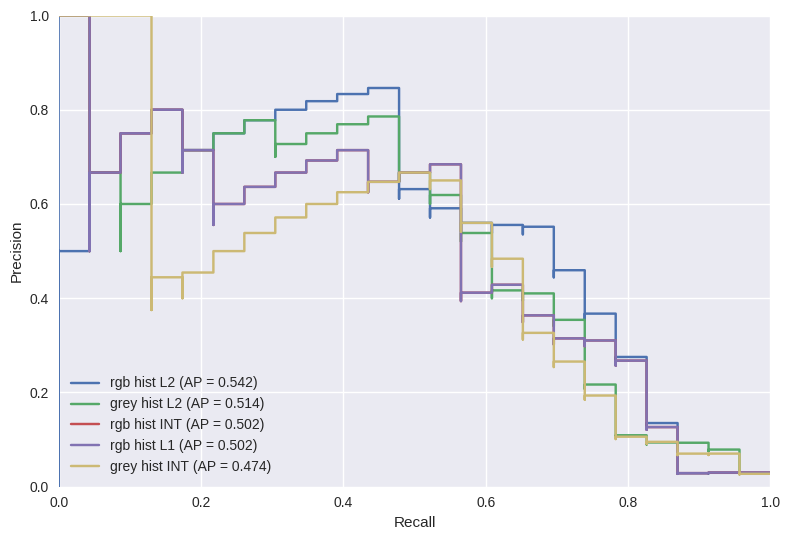 1.0
0.8
0.6
0.4
0.2
0.0
Precision
rgb hist L2 (AP = 0.542)
grey hist L2 (AP = 0.514)
rgb hist INT (AP = 0.502)
rgb hist L1 (AP = 0.502)
grey hist INT (AP = 0.474)
0.0 0.2 0.4 0.6 0.8 1.0
Recall